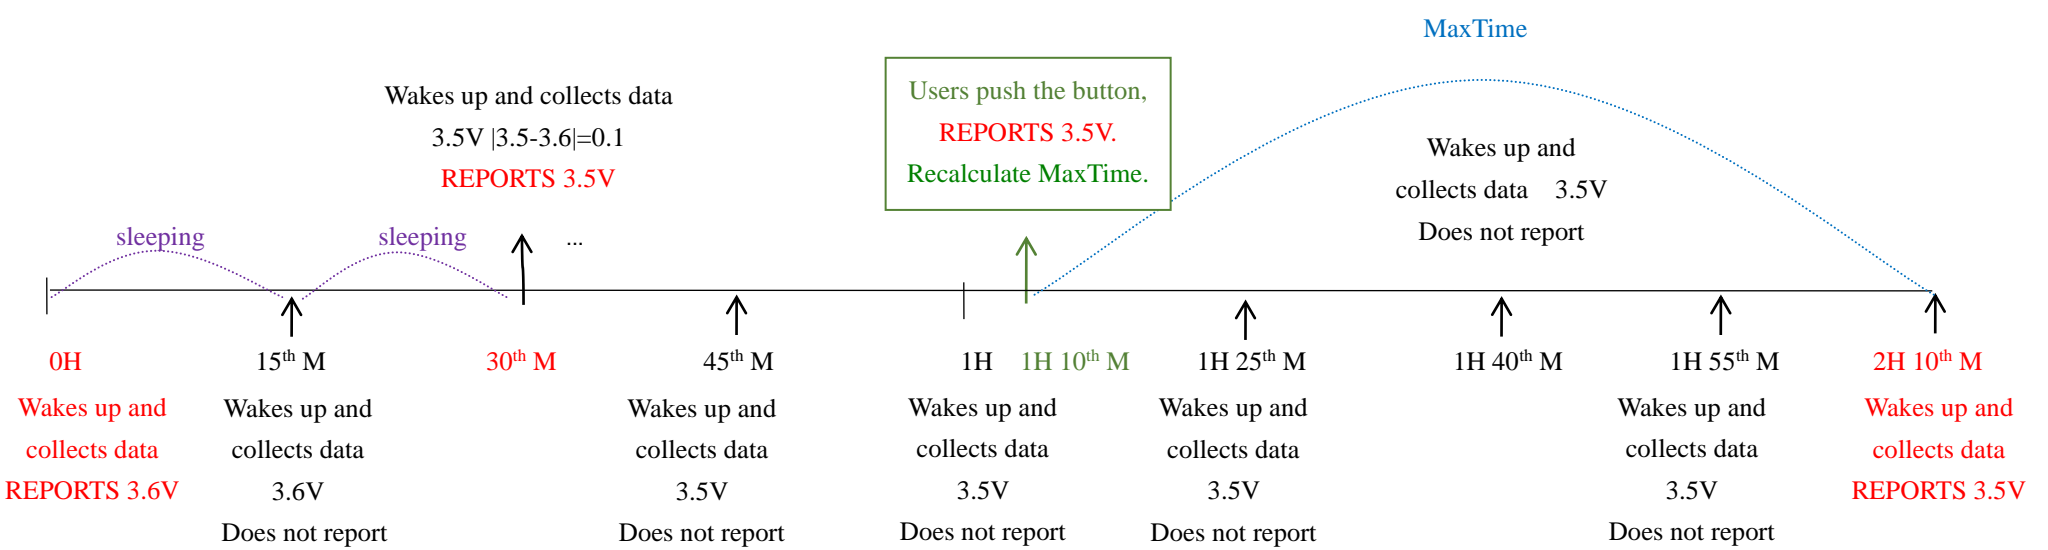 MaxTime
Wakes up and collects data
3.5V |3.5-3.6|=0.1
REPORTS 3.5V
Users push the button,
REPORTS 3.5V.
Recalculate MaxTime.
Wakes up and
collects data 3.5V
Does not report
sleeping
sleeping
...
0H
15th M
30th M
45th M
1H
1H 10th M
1H 25th M
1H 40th M
1H 55th M
2H 10th M
Wakes up and
collects data
REPORTS 3.6V
Wakes up and
collects data
3.6V
Does not report
Wakes up and
collects data
3.5V
Does not report
Wakes up and
collects data
3.5V
Does not report
Wakes up and
collects data
3.5V
Does not report
Wakes up and
collects data
3.5V
Does not report
Wakes up and
collects data
REPORTS 3.5V